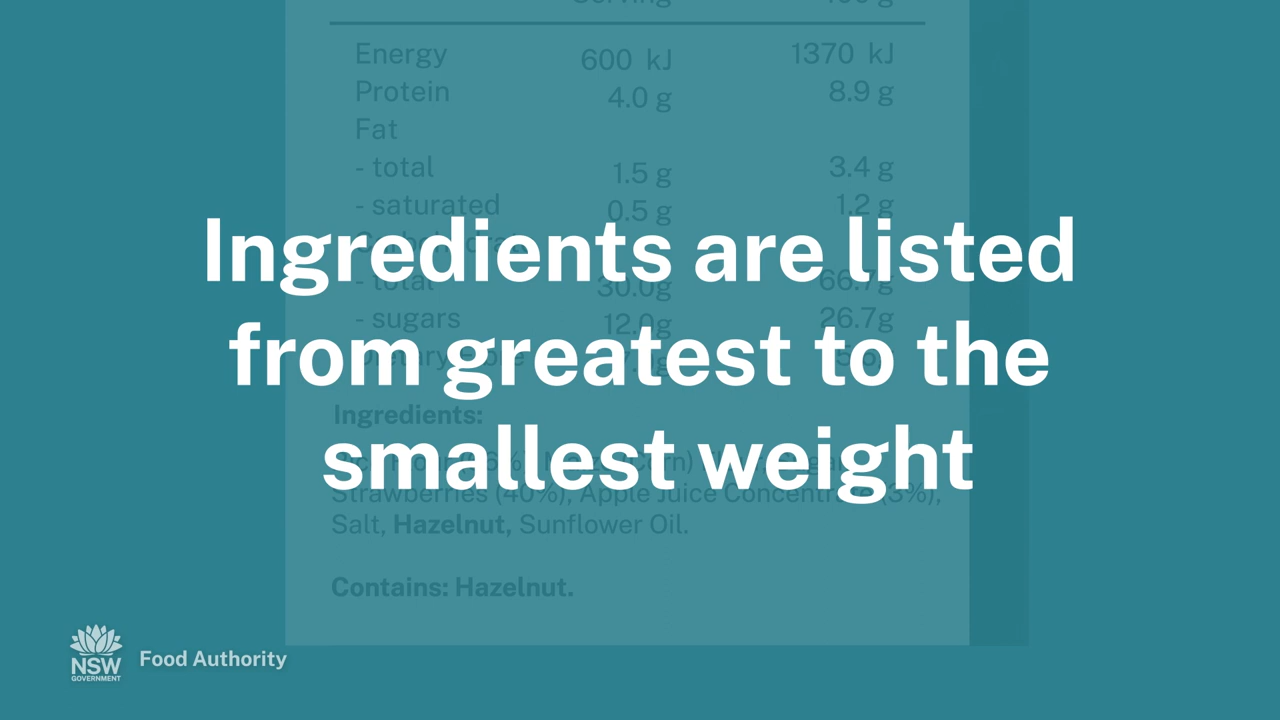 Energy 600 kJ 1370 kJ
Protein 4.0 g 8.9 g
Fat
- total 1.5 g 3.4 g
- saturated 0.5 g 1.2 g
Ingredients are listed
- total 30.0g 66.7g
- sugars 12.0g 26.7g
from greatest to the
Ingredients:
smallest weight
Strawberries (40%), Apple Juice Concentrate (3%),
Salt, Hazelnut, Sunflower Oil.
Contains: Hazelnut.
NSW
GOVERNMENT
Food Authority